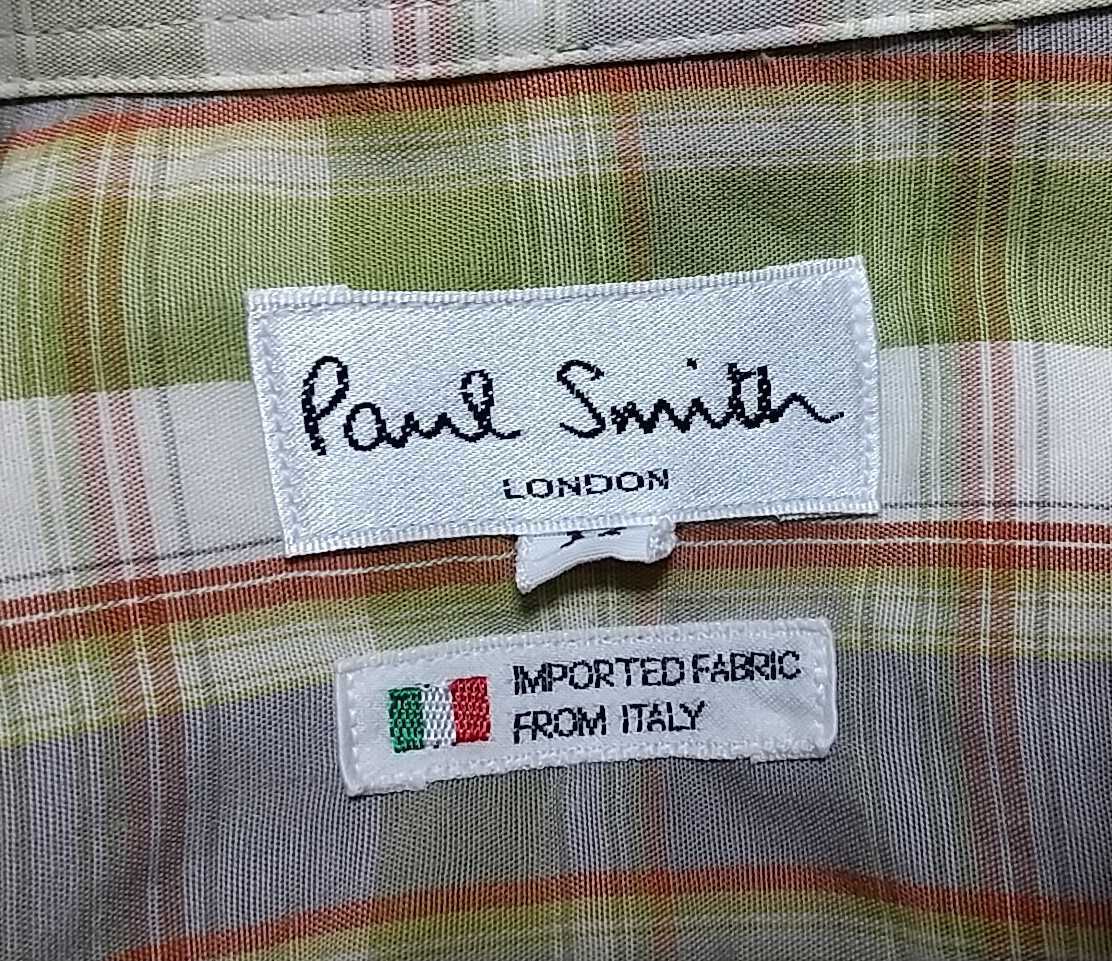 Paul Smith
LONDON
IMPORTED FABRIC
FROM ITALY